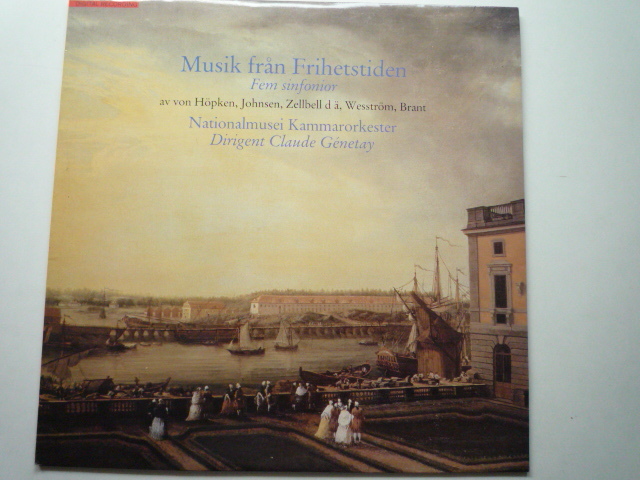 Musik från Frihetstiden
Fem sinfonior
av von Höpken, Johnsen, Zellbell d ä, Wesström, Brant
Nationalmusei Kammarorkester
Dirigent Claude Génetay